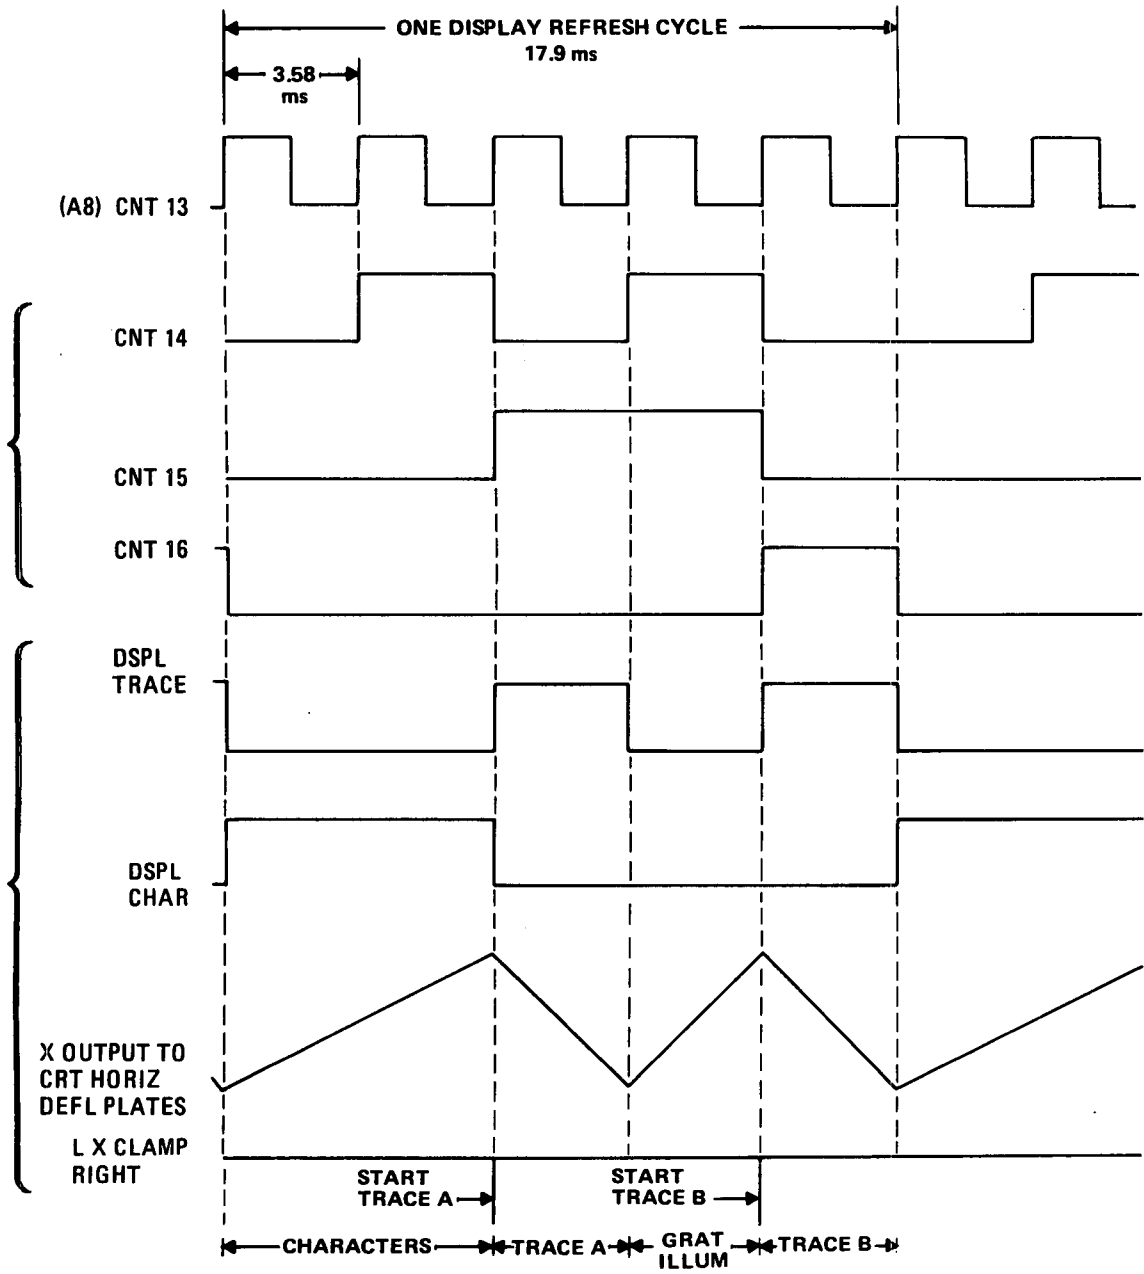 ONE DISPLAY REFRESH CYCLE
17.9 ms
3.58
ms
(A8) CNT 13
CNT 14
CNT 15
CNT 16
DSPL
TRACE
DSPL
CHAR
X OUTPUT TO
CRT HORIZ
DEFL PLATES
L X CLAMP
RIGHT
START
TRACE A
START
TRACE B
CHARACTERS
TRACE A
GRAT
ILLUM
TRACE B